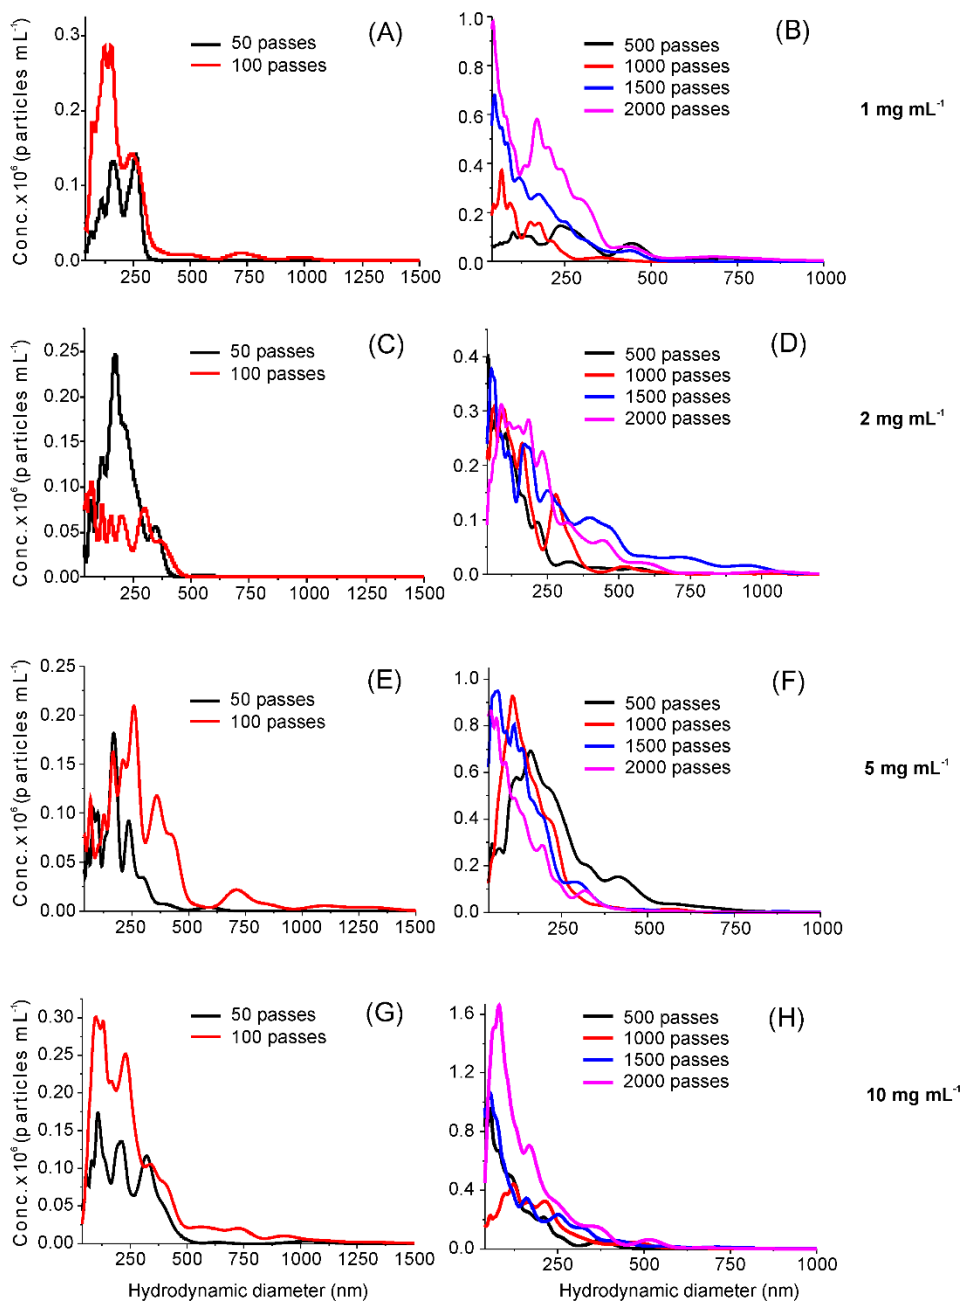 (A)
50 passes
100 passes
Conc.x10⁶(particles mL⁻¹)
0.3
0.2
0.1
0.0
250 500 750 1000 1250 1500
(B)
500 passes
1000 passes
1500 passes
2000 passes
1.0
0.8
0.6
0.4
0.2
0.0
250 500 750 1000
1 mg mL⁻¹
(C)
50 passes
100 passes
Conc.x10⁶(particles mL⁻¹)
0.25
0.20
0.15
0.10
0.05
0.00
250 500 750 1000 1250 1500
(D)
500 passes
1000 passes
1500 passes
2000 passes
0.4
0.3
0.2
0.1
0.0
250 500 750 1000
2 mg mL⁻¹
(E)
50 passes
100 passes
Conc.x10⁶(particles mL⁻¹)
0.25
0.20
0.15
0.10
0.05
0.00
250 500 750 1000 1250 1500
(F)
500 passes
1000 passes
1500 passes
2000 passes
1.0
0.8
0.6
0.4
0.2
0.0
250 500 750 1000
5 mg mL⁻¹
(G)
50 passes
100 passes
Conc.x10⁶(particles mL⁻¹)
0.30
0.25
0.20
0.15
0.10
0.05
0.00
250 500 750 1000 1250 1500
Hydrodynamic diameter (nm)
(H)
500 passes
1000 passes
1500 passes
2000 passes
1.6
1.2
0.8
0.4
0.0
250 500 750 1000
Hydrodynamic diameter (nm)
10 mg mL⁻¹